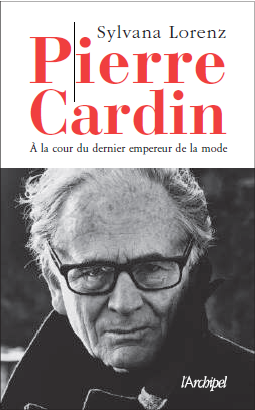 Sylvana Lorenz
Pierre
Cardin
À la cour du dernier empereur de la mode
l'Archipel